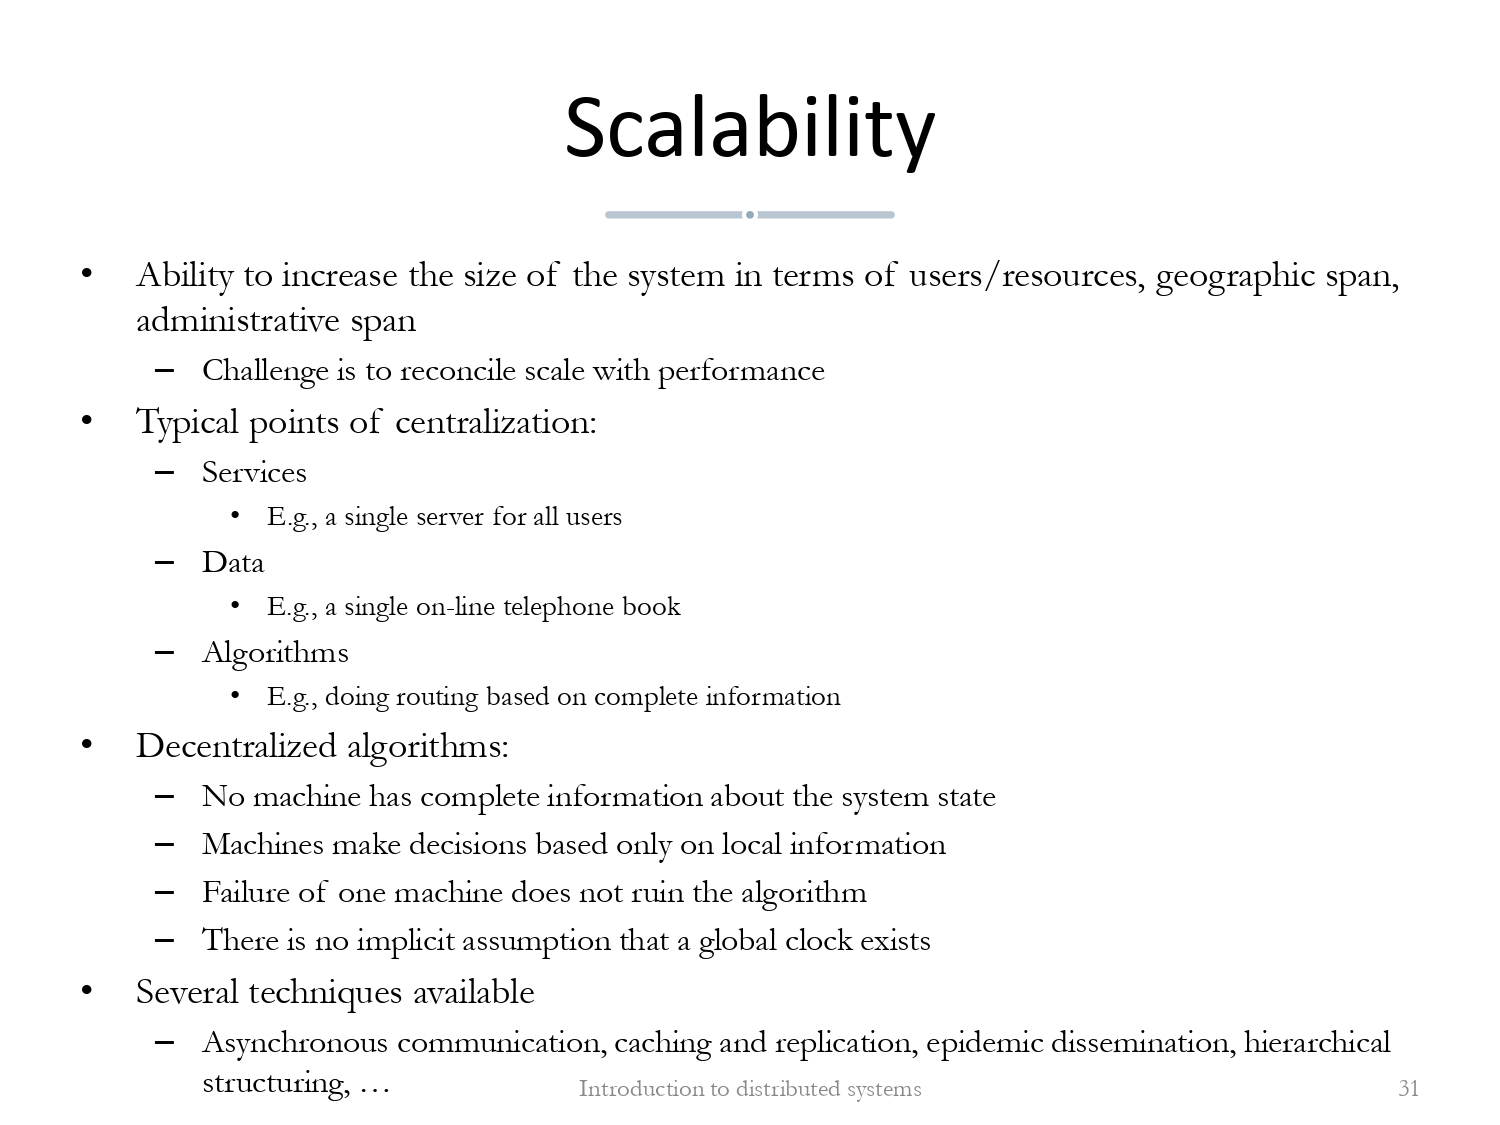 Scalability
• Ability to increase the size of the system in terms of users/resources, geographic span,
administrative span
– Challenge is to reconcile scale with performance
• Typical points of centralization:
– Services
• E.g., a single server for all users
– Data
• E.g., a single on-line telephone book
– Algorithms
• E.g., doing routing based on complete information
• Decentralized algorithms:
– No machine has complete information about the system state
– Machines make decisions based only on local information
– Failure of one machine does not ruin the algorithm
– There is no implicit assumption that a global clock exists
• Several techniques available
– Asynchronous communication, caching and replication, epidemic dissemination, hierarchical
structuring, …
Introduction to distributed systems
31